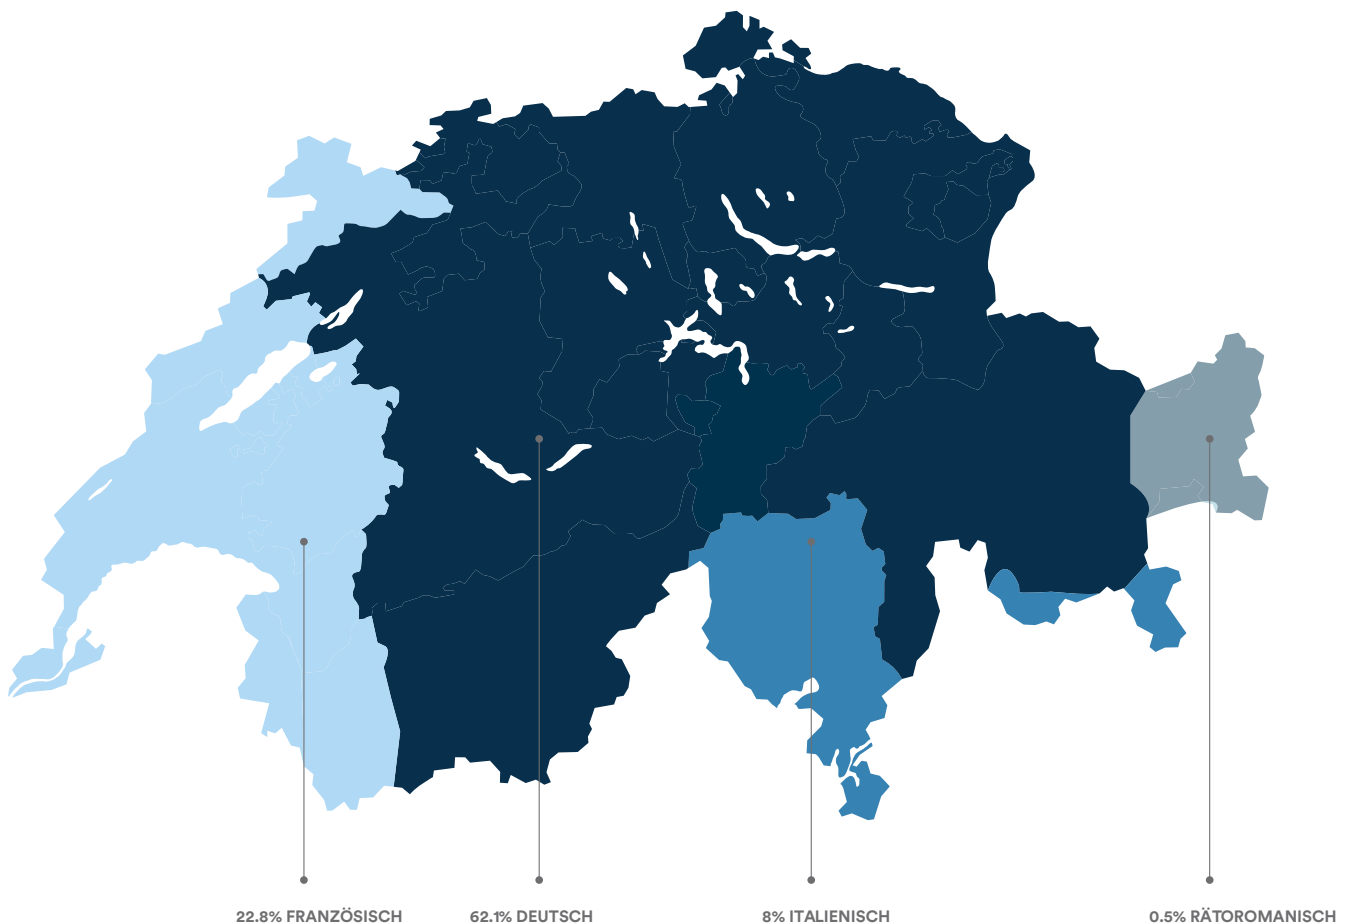 22.8% FRANZÖSISCH
62.1% DEUTSCH
8% ITALIENISCH
0.5% RÄTOROMANISCH